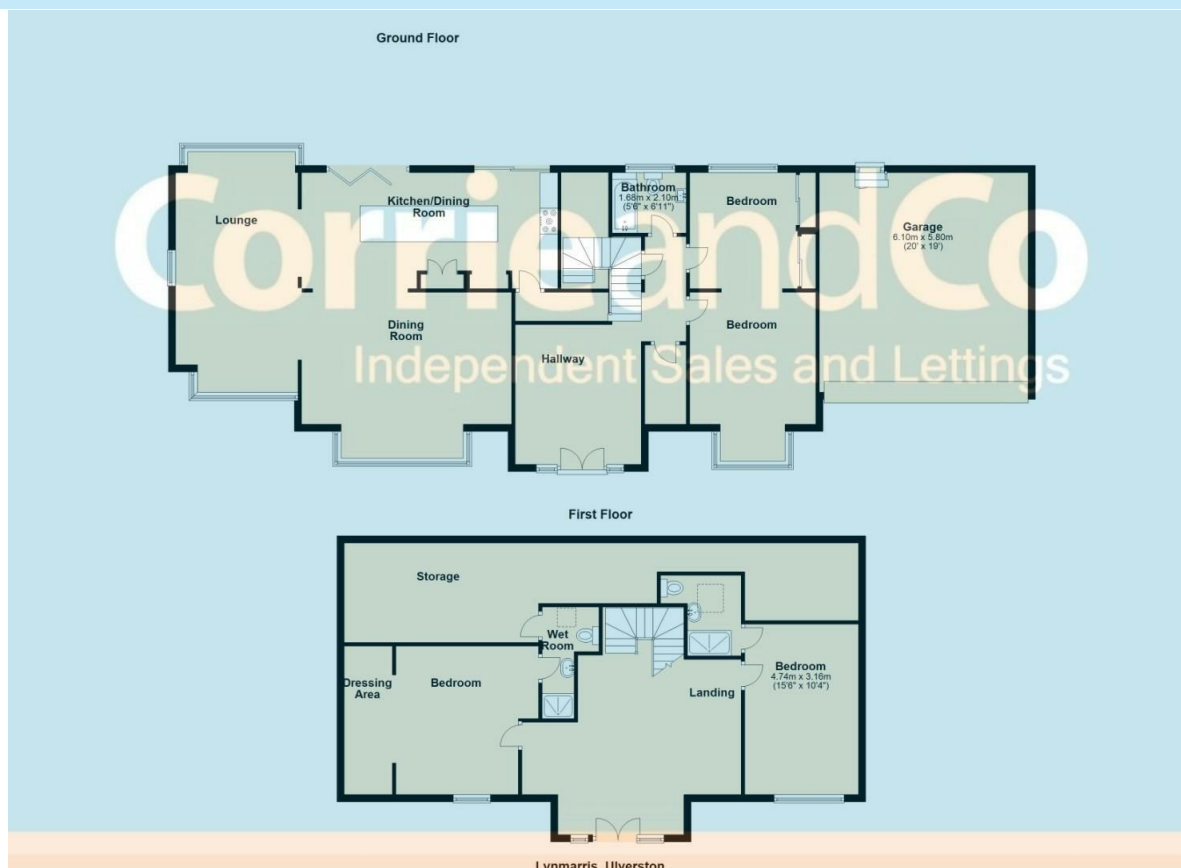 Ground Floor
CorrieandCo
Independent Sales and Lettings
Lounge
Kitchen/Dining
Room
Bathroom
1.68m x 2.10m
(5'6" x 6'11")
Bedroom
Garage
6.10m x 5.80m
(20' x 19')
Dining
Room
Hallway
Bedroom
First Floor
Storage
Wet
Room
Dressing
Area
Bedroom
Landing
Bedroom
4.74m x 3.16m
(15'6" x 10'4")
Lynmarris, Ulverston